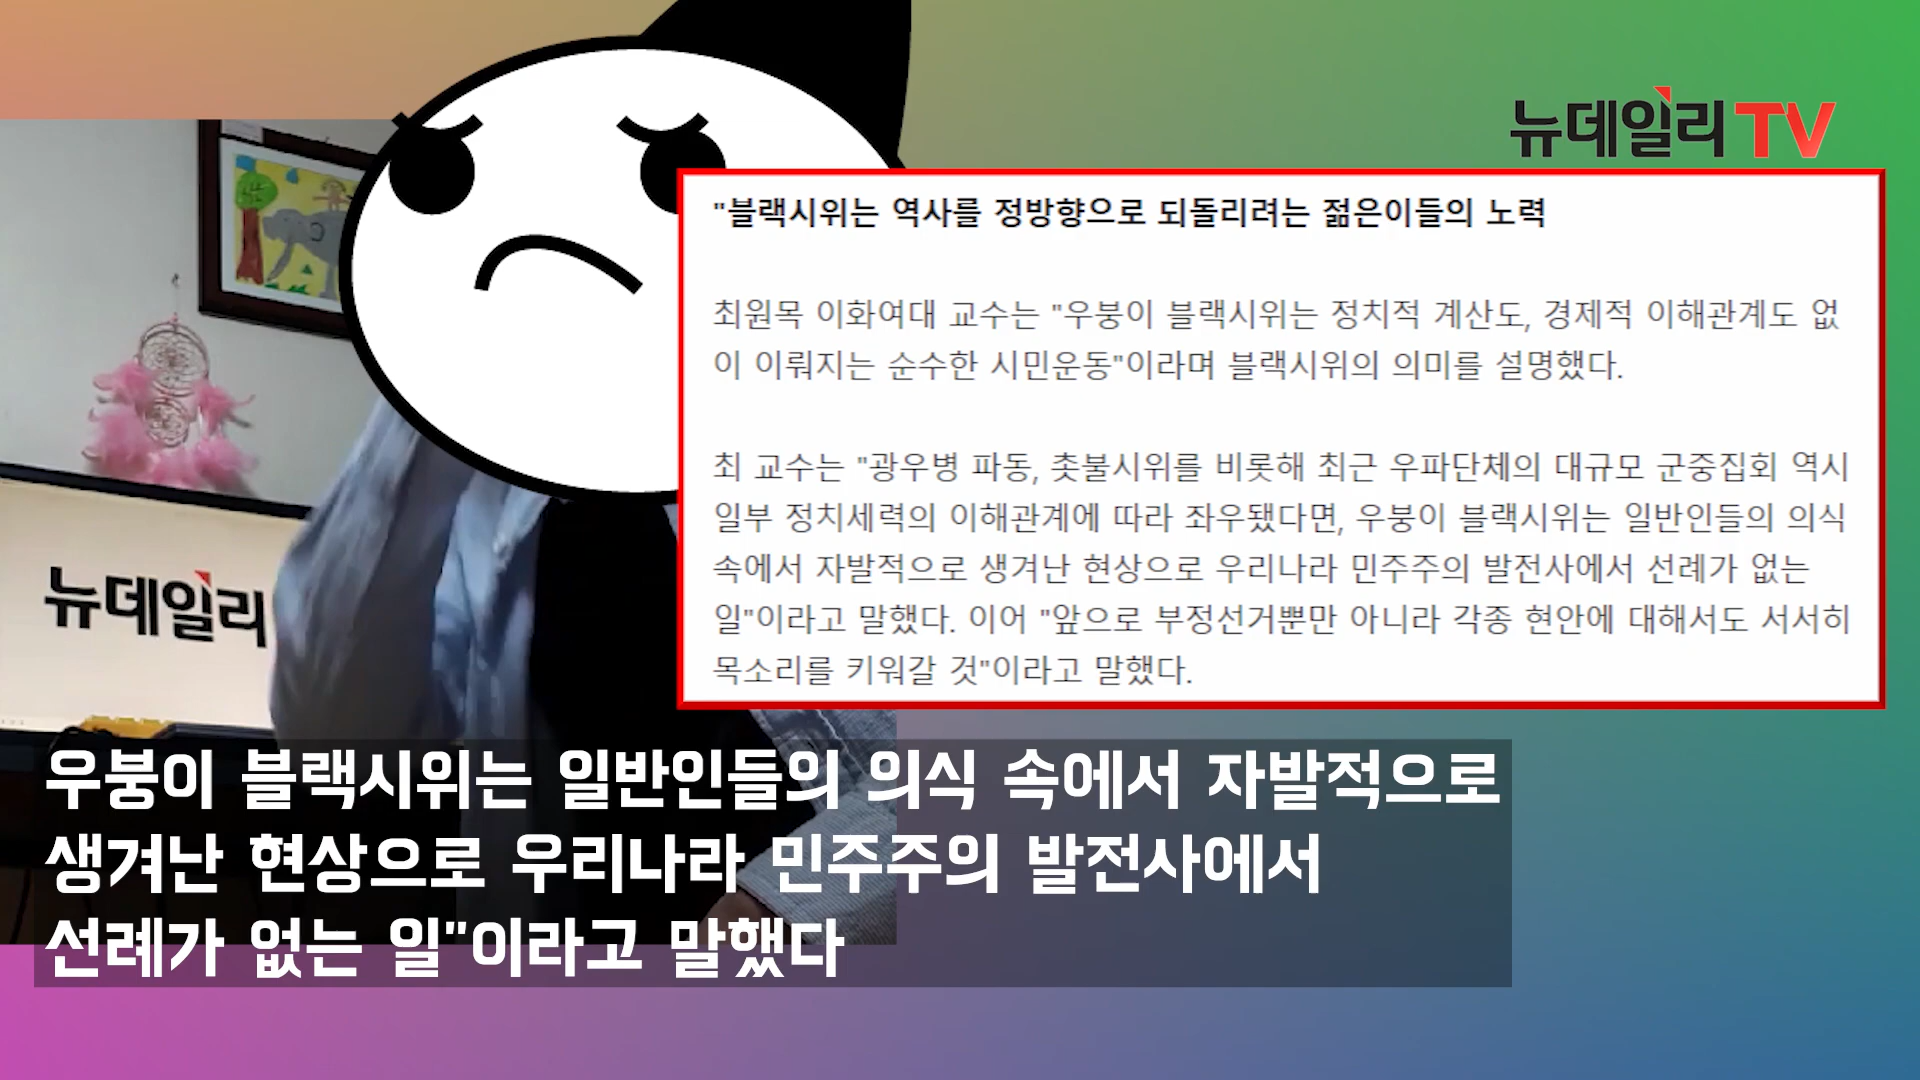 뉴데일리TV
"블랙시위는 역사를 정방향으로 되돌리려는 젊은이들의 노력
최원목 이화여대 교수는 "우붕이 블랙시위는 정치적 계산도, 경제적 이해관계도 없
이 이뤄지는 순수한 시민운동"이라며 블랙시위의 의미를 설명했다.
최 교수는 "광우병 파동, 촛불시위를 비롯해 최근 우파단체의 대규모 군중집회 역시
일부 정치세력의 이해관계에 따라 좌우됐다면, 우붕이 블랙시위는 일반인들의 의식
속에서 자발적으로 생겨난 현상으로 우리나라 민주주의 발전사에서 선례가 없는
일"이라고 말했다. 이어 "앞으로 부정선거뿐만 아니라 각종 현안에 대해서도 서서히
목소리를 키워갈 것"이라고 말했다.
뉴데일리
우붕이 블랙시위는 일반인들의 의식 속에서 자발적으로
생겨난 현상으로 우리나라 민주주의 발전사에서
선례가 없는 일"이라고 말했다